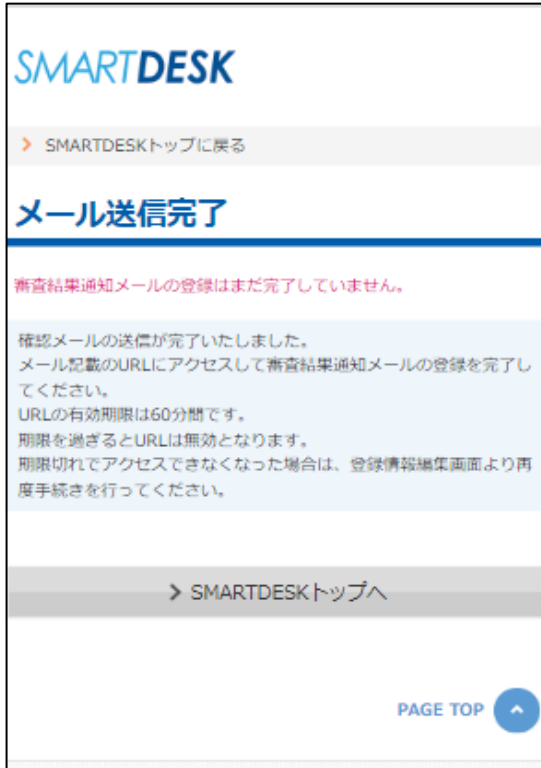 SMARTDESK
SMARTDESKトップに戻る
メール送信完了
審査結果通知メールの登録はまだ完了していません。
確認メールの送信が完了いたしました。
メール記載のURLにアクセスして審査結果通知メールの登録を完了し
てください。
URLの有効期限は60分間です。
期限を過ぎるとURLは無効となります。
期限切れでアクセスできなくなった場合は、登録情報編集画面より再
度手続きを行ってください。
SMARTDESKトップへ
PAGE TOP